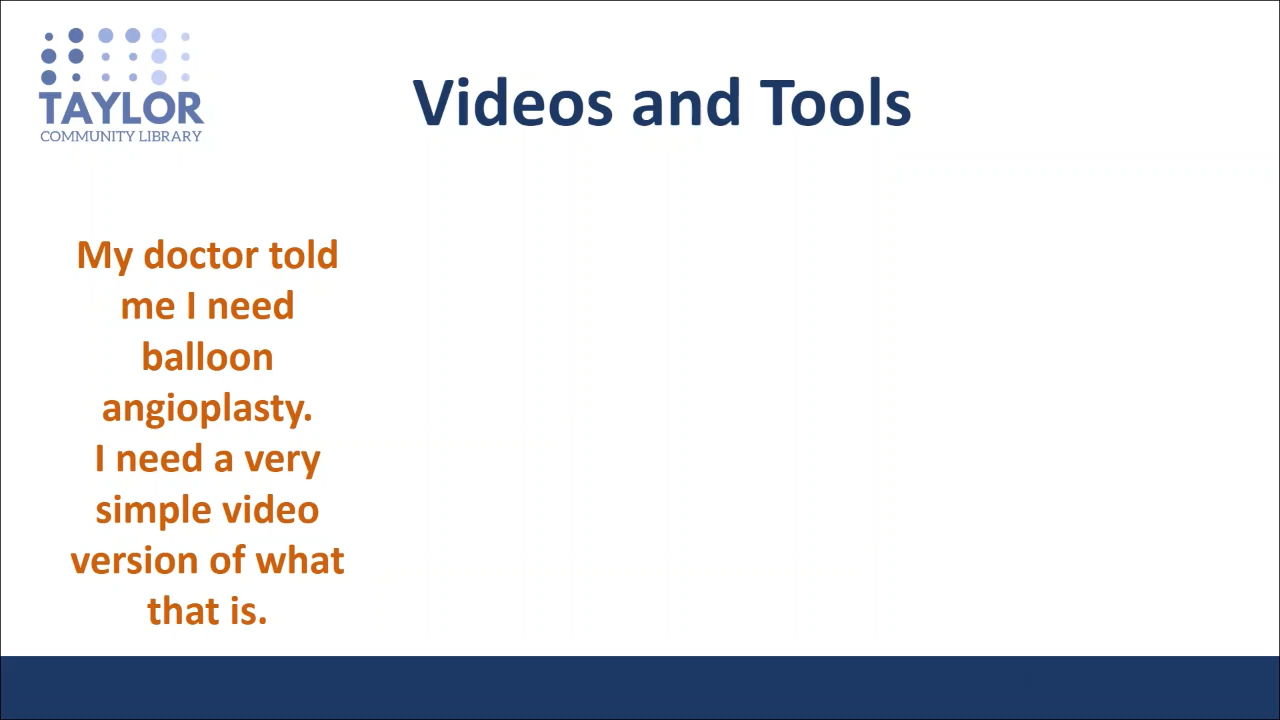 TAYLOR
COMMUNITY LIBRARY
Videos and Tools
My doctor told
me I need
balloon
angioplasty.
I need a very
simple video
version of what
that is.